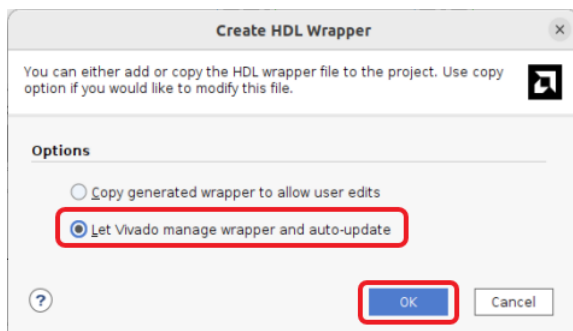 Create HDL Wrapper
You can either add or copy the HDL wrapper file to the project. Use copy
option if you would like to modify this file.
Options
Copy generated wrapper to allow user edits
Let Vivado manage wrapper and auto-update
?
OK
Cancel